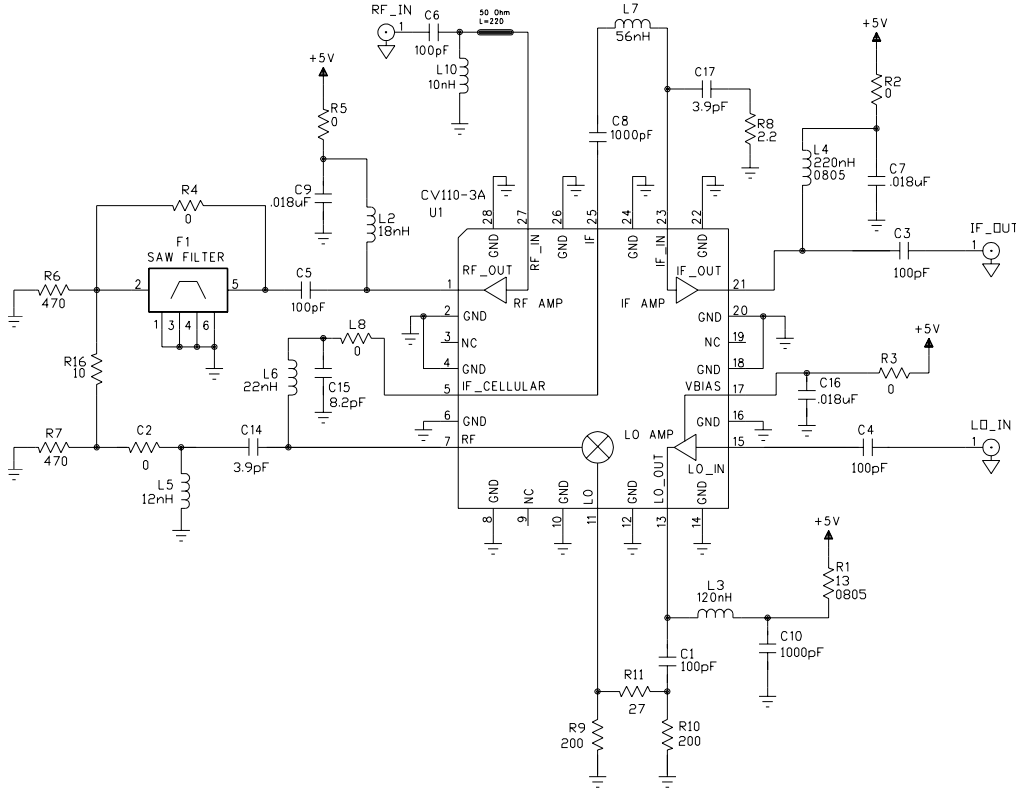 RF_IN
1
C6
100pF
50 Ohm
L=220
L10
10nH
L7
56nH
C17
3.9pF
R8
2.2
C8
1000pF
+5V
R2
0
L4
220nH
0805
C7
.018uF
+5V
R5
0
C9
.018uF
L2
18nH
R4
0
F1
SAW FILTER
2
5
1
3
4
6
C5
100pF
R6
470
R16
10
R7
470
C2
0
L5
12nH
C14
3.9pF
L6
22nH
C15
8.2pF
L8
0
CV110-3A
U1
28
GND
27
RF_IN
26
GND
25
IF
24
GND
23
IF_IN
22
GND
1
RF_OUT
RF AMP
2
GND
3
NC
4
GND
5
IF_CELLULAR
6
GND
7
RF
IF_OUT
IF AMP
21
GND
20
NC
19
GND
18
VBIAS
17
GND
16
LO AMP
15
LO_IN
LO_OUT
8
GND
9
NC
10
GND
11
LO
12
GND
13
14
GND
C3
100pF
IF_OUT
1
+5V
R3
0
C16
.018uF
C4
100pF
LO_IN
1
+5V
R1
13
0805
L3
120nH
C10
1000pF
C1
100pF
R11
27
R9
200
R10
200